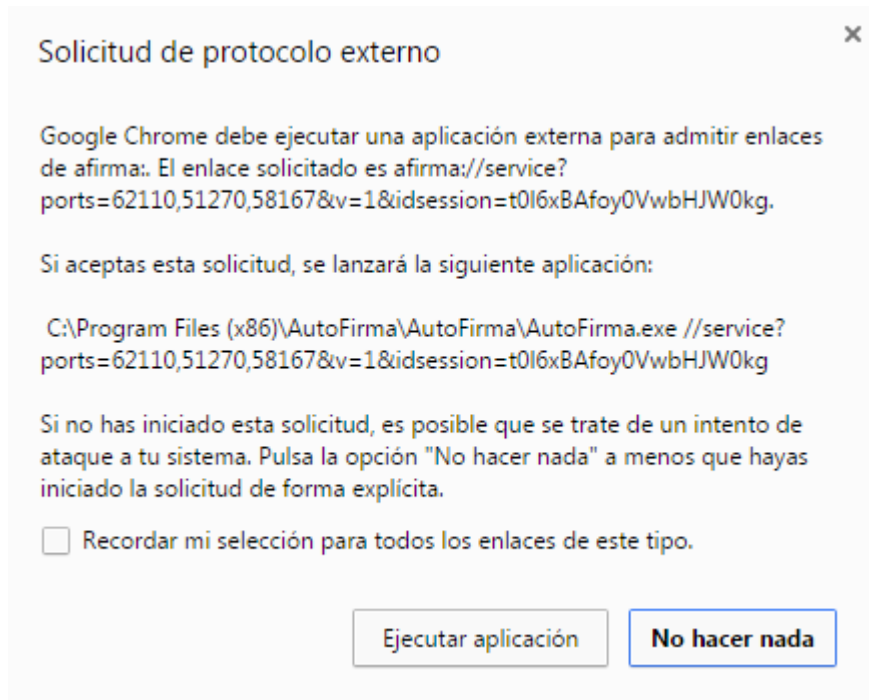 Solicitud de protocolo externo
Google Chrome debe ejecutar una aplicación externa para admitir enlaces
de afirma:. El enlace solicitado es afirma://service?
ports=62110,51270,58167&v=1&idsession=t0I6xBAfoy0VwbHJW0kg.
Si aceptas esta solicitud, se lanzará la siguiente aplicación:
C:\Program Files (x86)\AutoFirma\AutoFirma\AutoFirma.exe //service?
ports=62110,51270,58167&v=1&idsession=t0I6xBAfoy0VwbHJW0kg
Si no has iniciado esta solicitud, es posible que se trate de un intento de
ataque a tu sistema. Pulsa la opción "No hacer nada" a menos que hayas
iniciado la solicitud de forma explícita.
Recordar mi selección para todos los enlaces de este tipo.
Ejecutar aplicación
No hacer nada